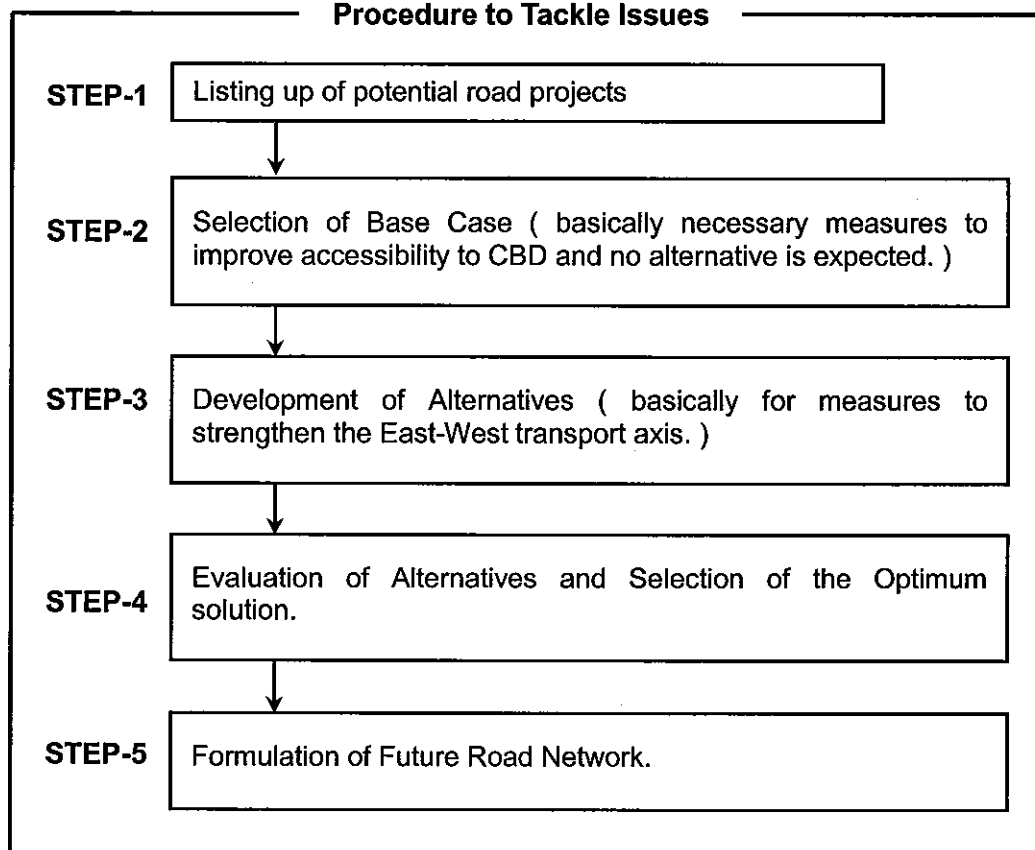 Procedure to Tackle Issues
STEP-1
Listing up of potential road projects
STEP-2
Selection of Base Case ( basically necessary measures to
improve accessibility to CBD and no alternative is expected. )
STEP-3
Development of Alternatives ( basically for measures to
strengthen the East-West transport axis. )
STEP-4
Evaluation of Alternatives and Selection of the Optimum
solution.
STEP-5
Formulation of Future Road Network.